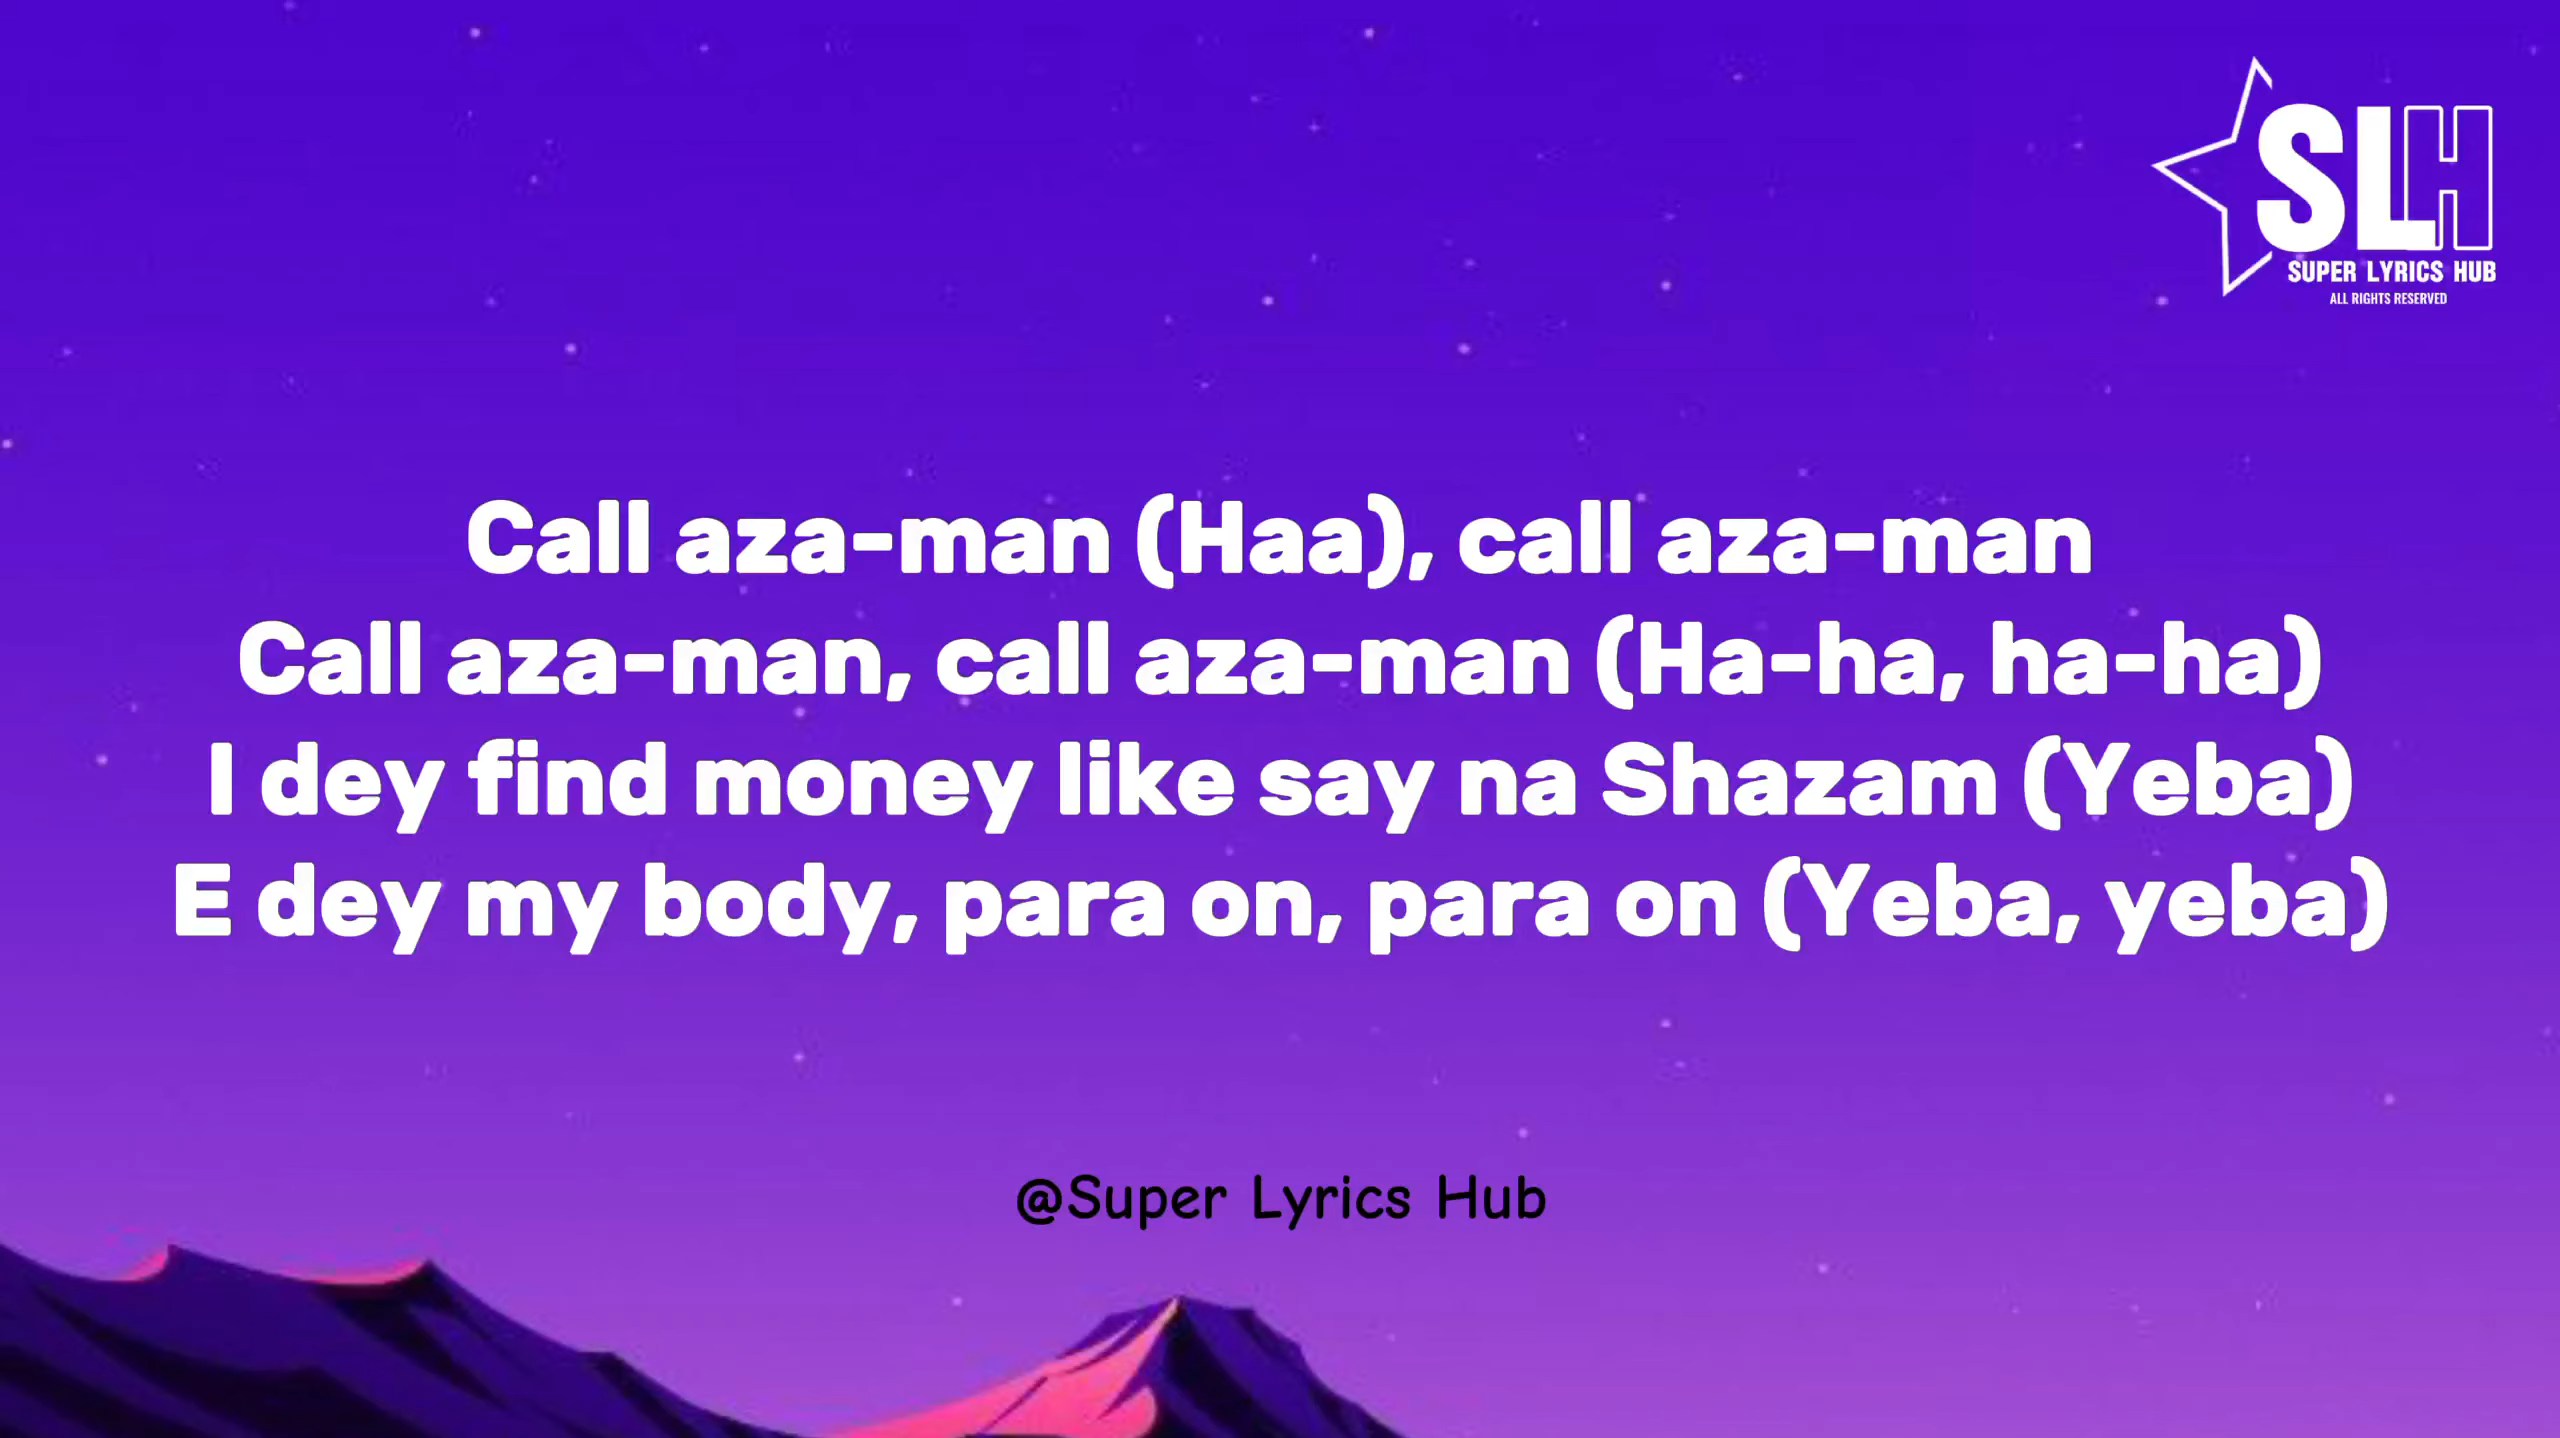 SLH
SUPER LYRICS HUB
ALL RIGHTS RESERVED
Call aza-man (Haa), call aza-man
Call aza-man, call aza-man (Ha-ha, ha-ha)
I dey find money like say na Shazam (Yeba)
E dey my body, para on, para on (Yeba, yeba)
@Super Lyrics Hub